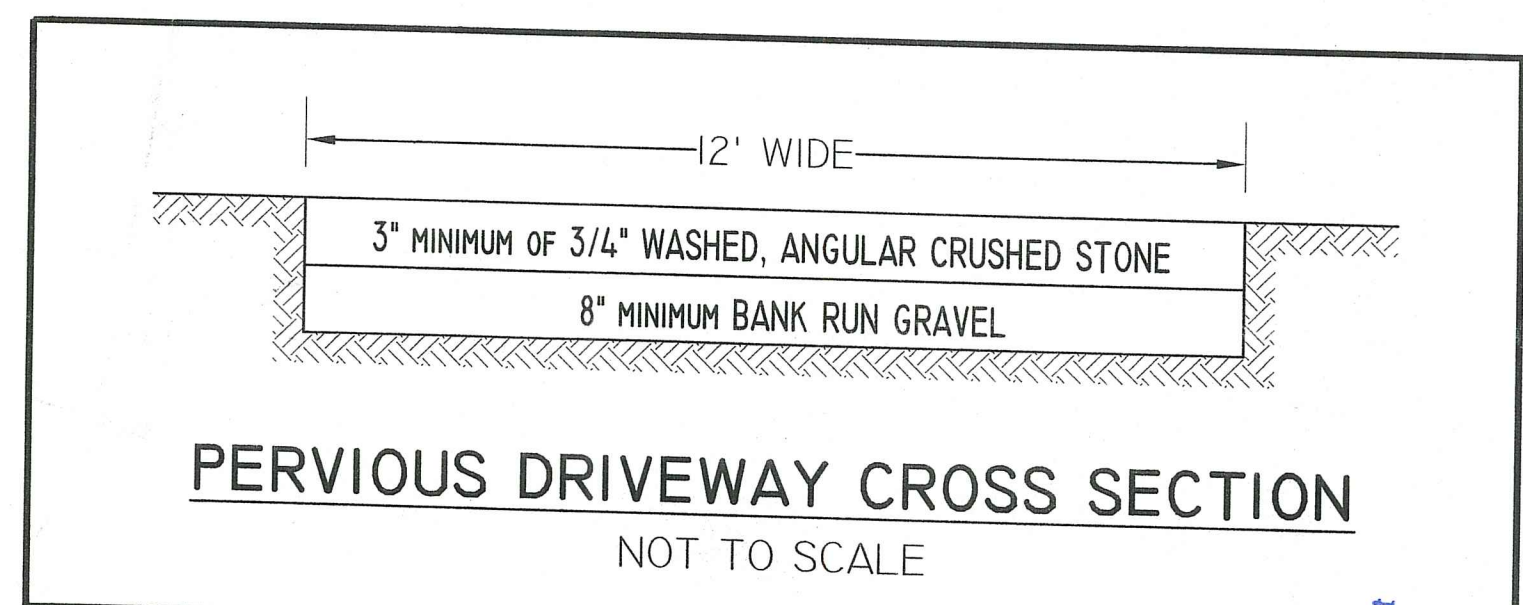 12' WIDE
3" MINIMUM OF 3/4" WASHED, ANGULAR CRUSHED STONE
8" MINIMUM BANK RUN GRAVEL
PERVIOUS DRIVEWAY CROSS SECTION
NOT TO SCALE